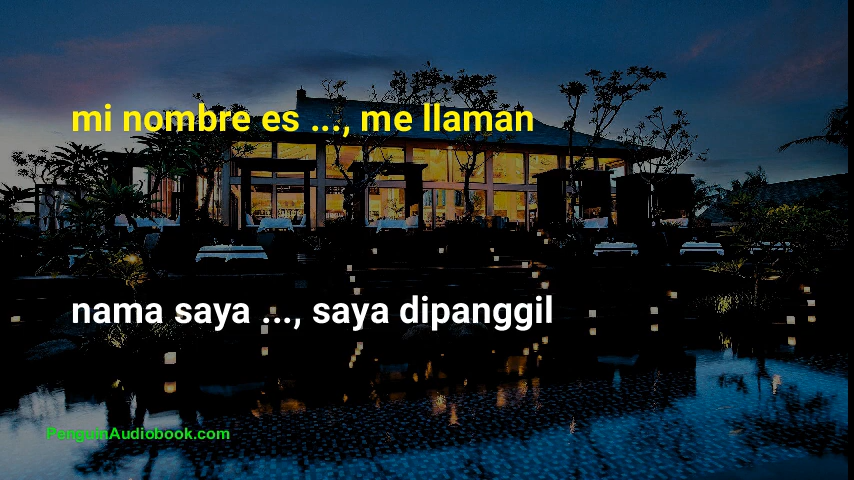 mi nombre es ..., me llaman
nama saya ..., saya dipanggil
PenguinAudiobook.com